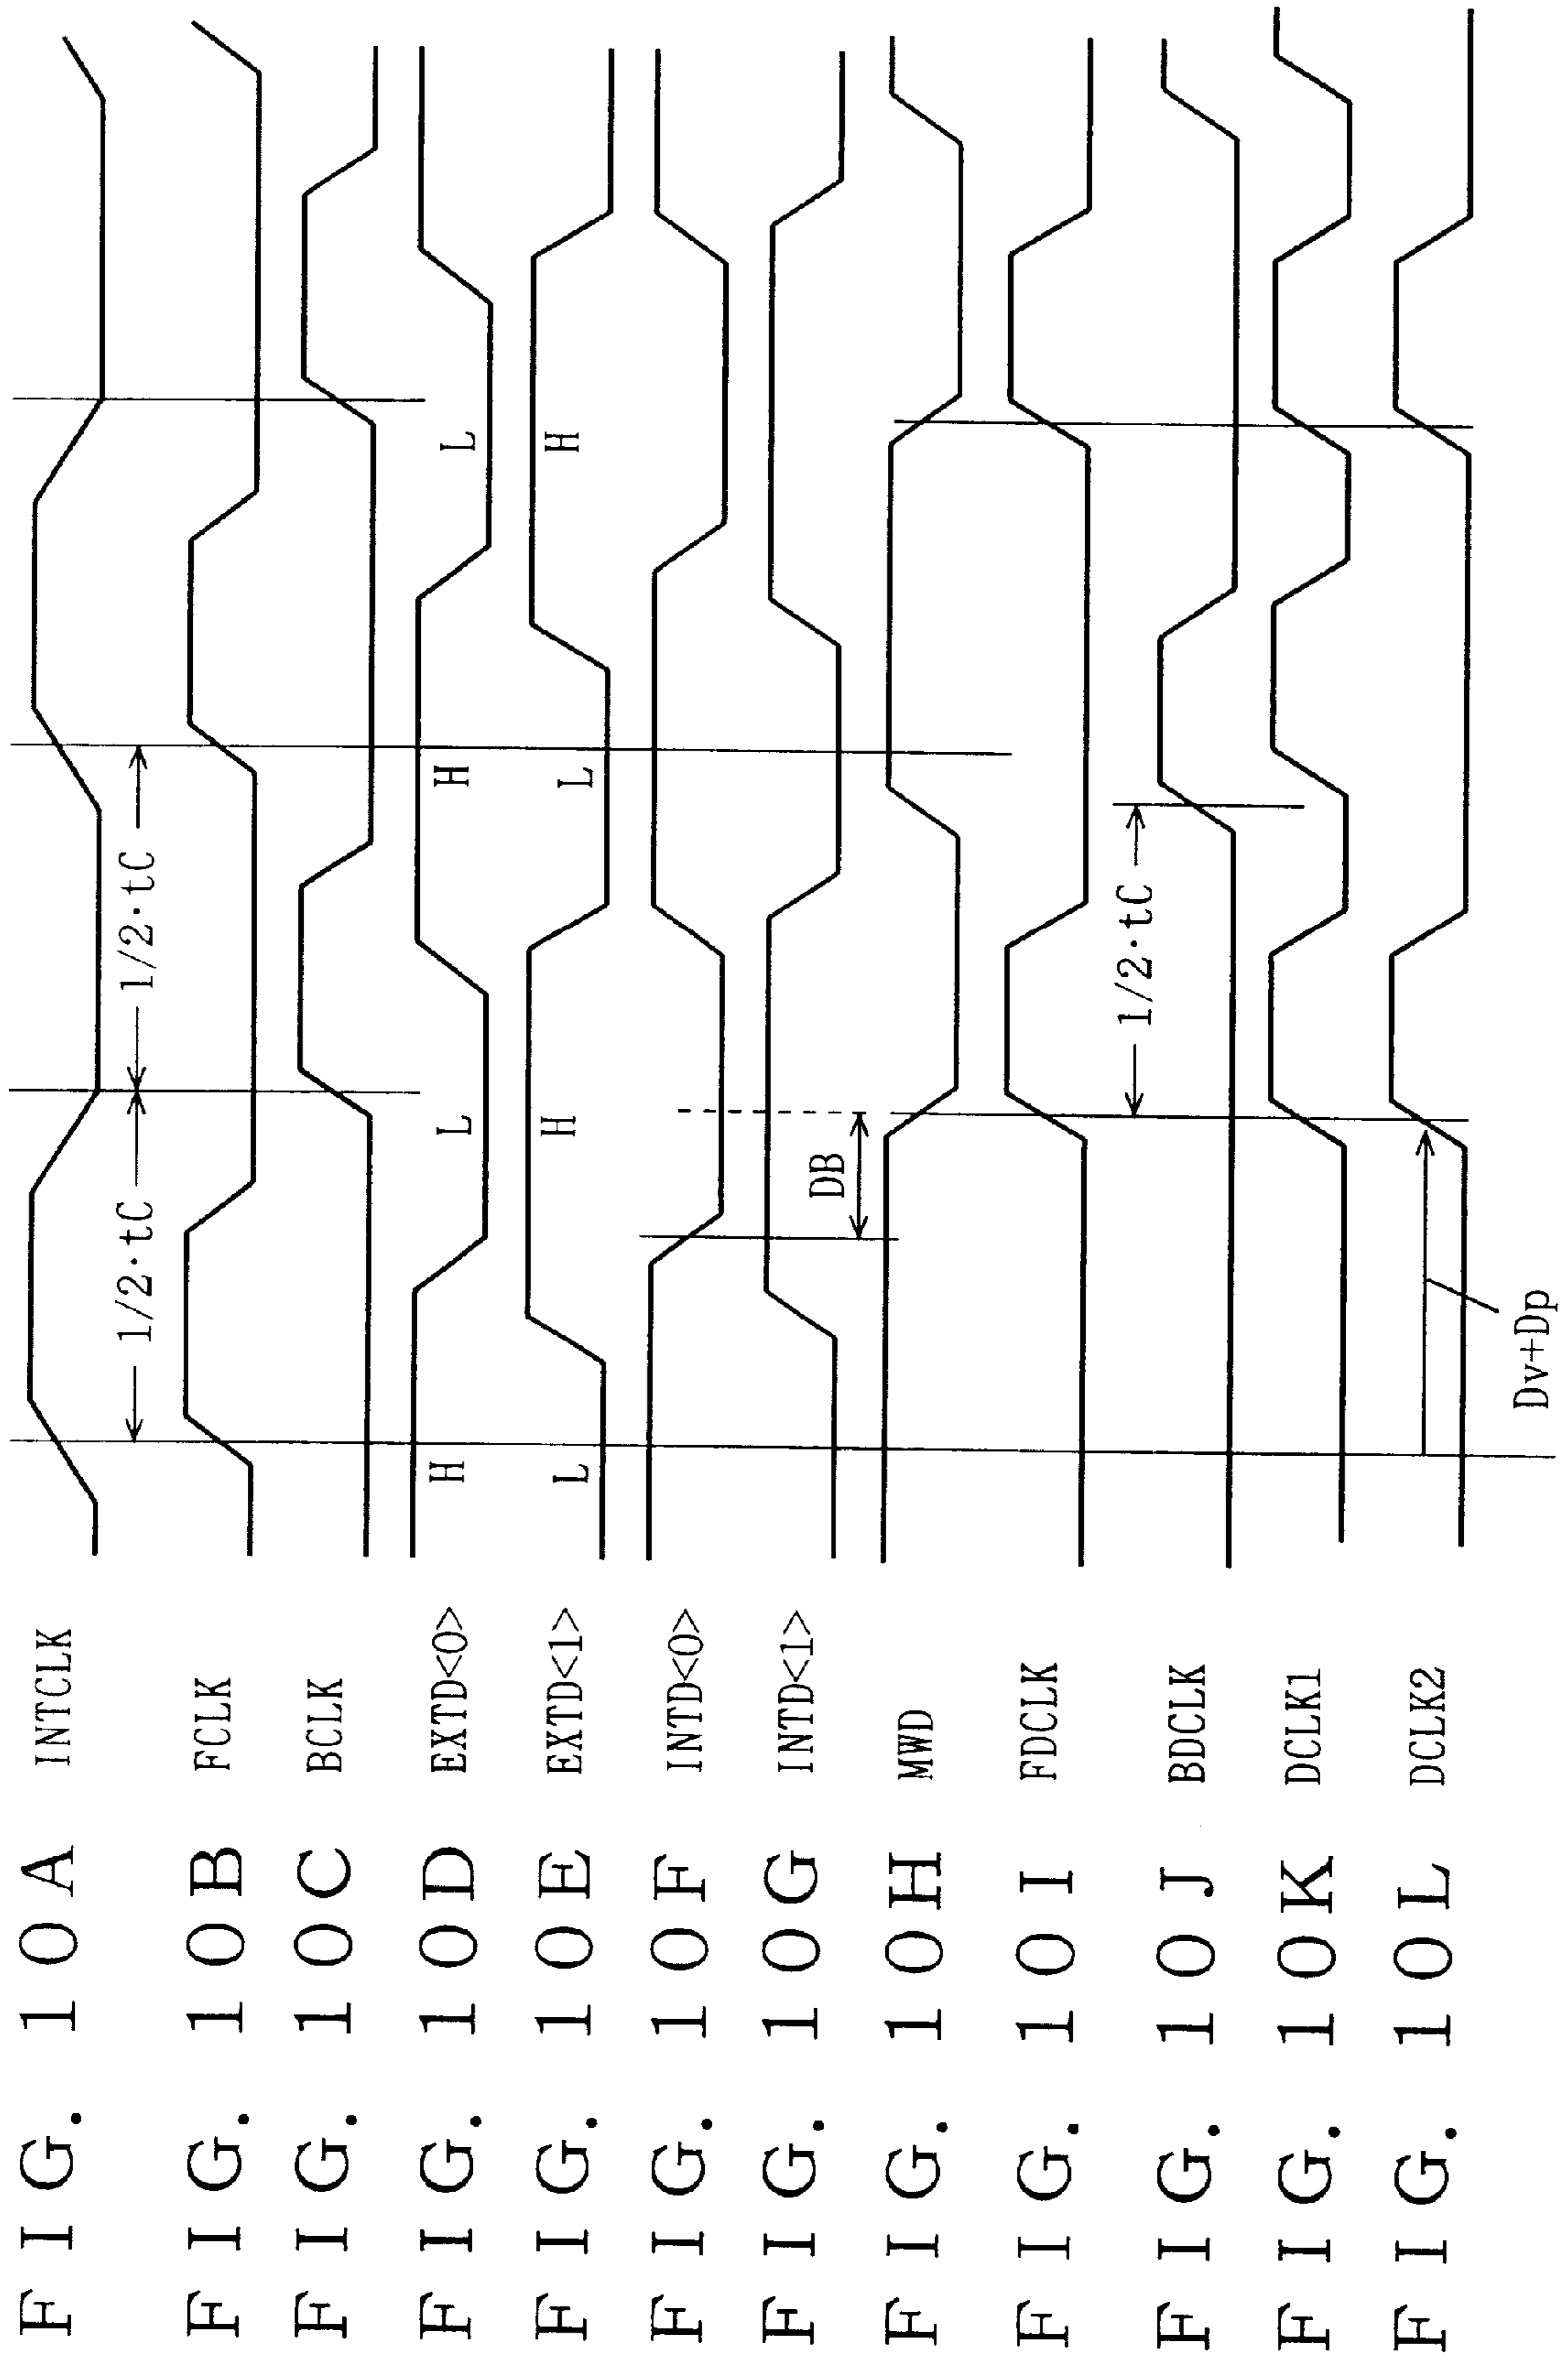 FIG. 10A INTCLK
1/2·tC 1/2·tC
FIG. 10B FCLK
FIG. 10C BCLK
FIG. 10D EXTD<0> H L H L
FIG. 10E EXTD<1> L H L H
FIG. 10F INTD<0>
FIG. 10G INTD<1>
DB
FIG. 10H MWD
FIG. 10I FDCLK
1/2·tC
FIG. 10J BDCLK
FIG. 10K DCLK1
FIG. 10L DCLK2
Dv+Dp